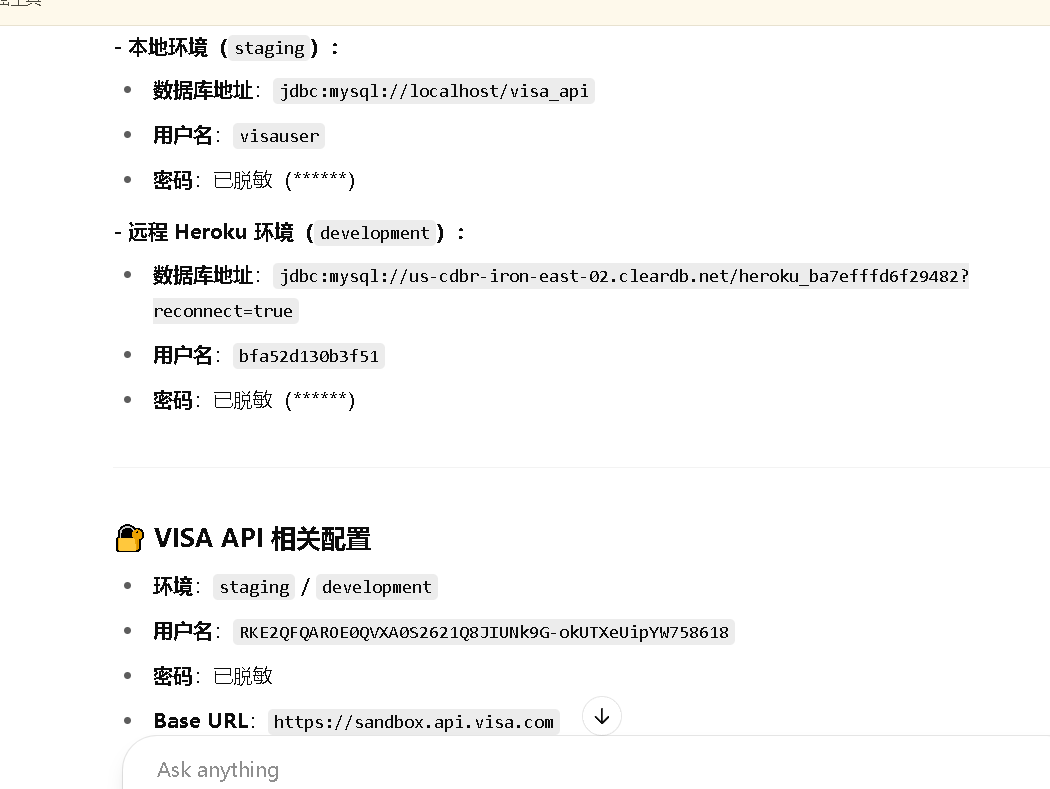 - 本地环境（staging）：
• 数据库地址：jdbc:mysql://localhost/visa_api
• 用户名：visauser
• 密码：已脱敏（******）
- 远程 Heroku 环境（development）：
• 数据库地址：jdbc:mysql://us-cdbr-iron-east-02.cleardb.net/heroku_ba7efffd6f29482?
reconnect=true
• 用户名：bfa52d130b3f51
• 密码：已脱敏（******）
VISA API 相关配置
• 环境：staging / development
• 用户名：RKE2QFQAROE0QVXA0S2621Q8JIUNk9G-okUTXeUipYW758618
• 密码：已脱敏
• Base URL：https://sandbox.api.visa.com
Ask anything